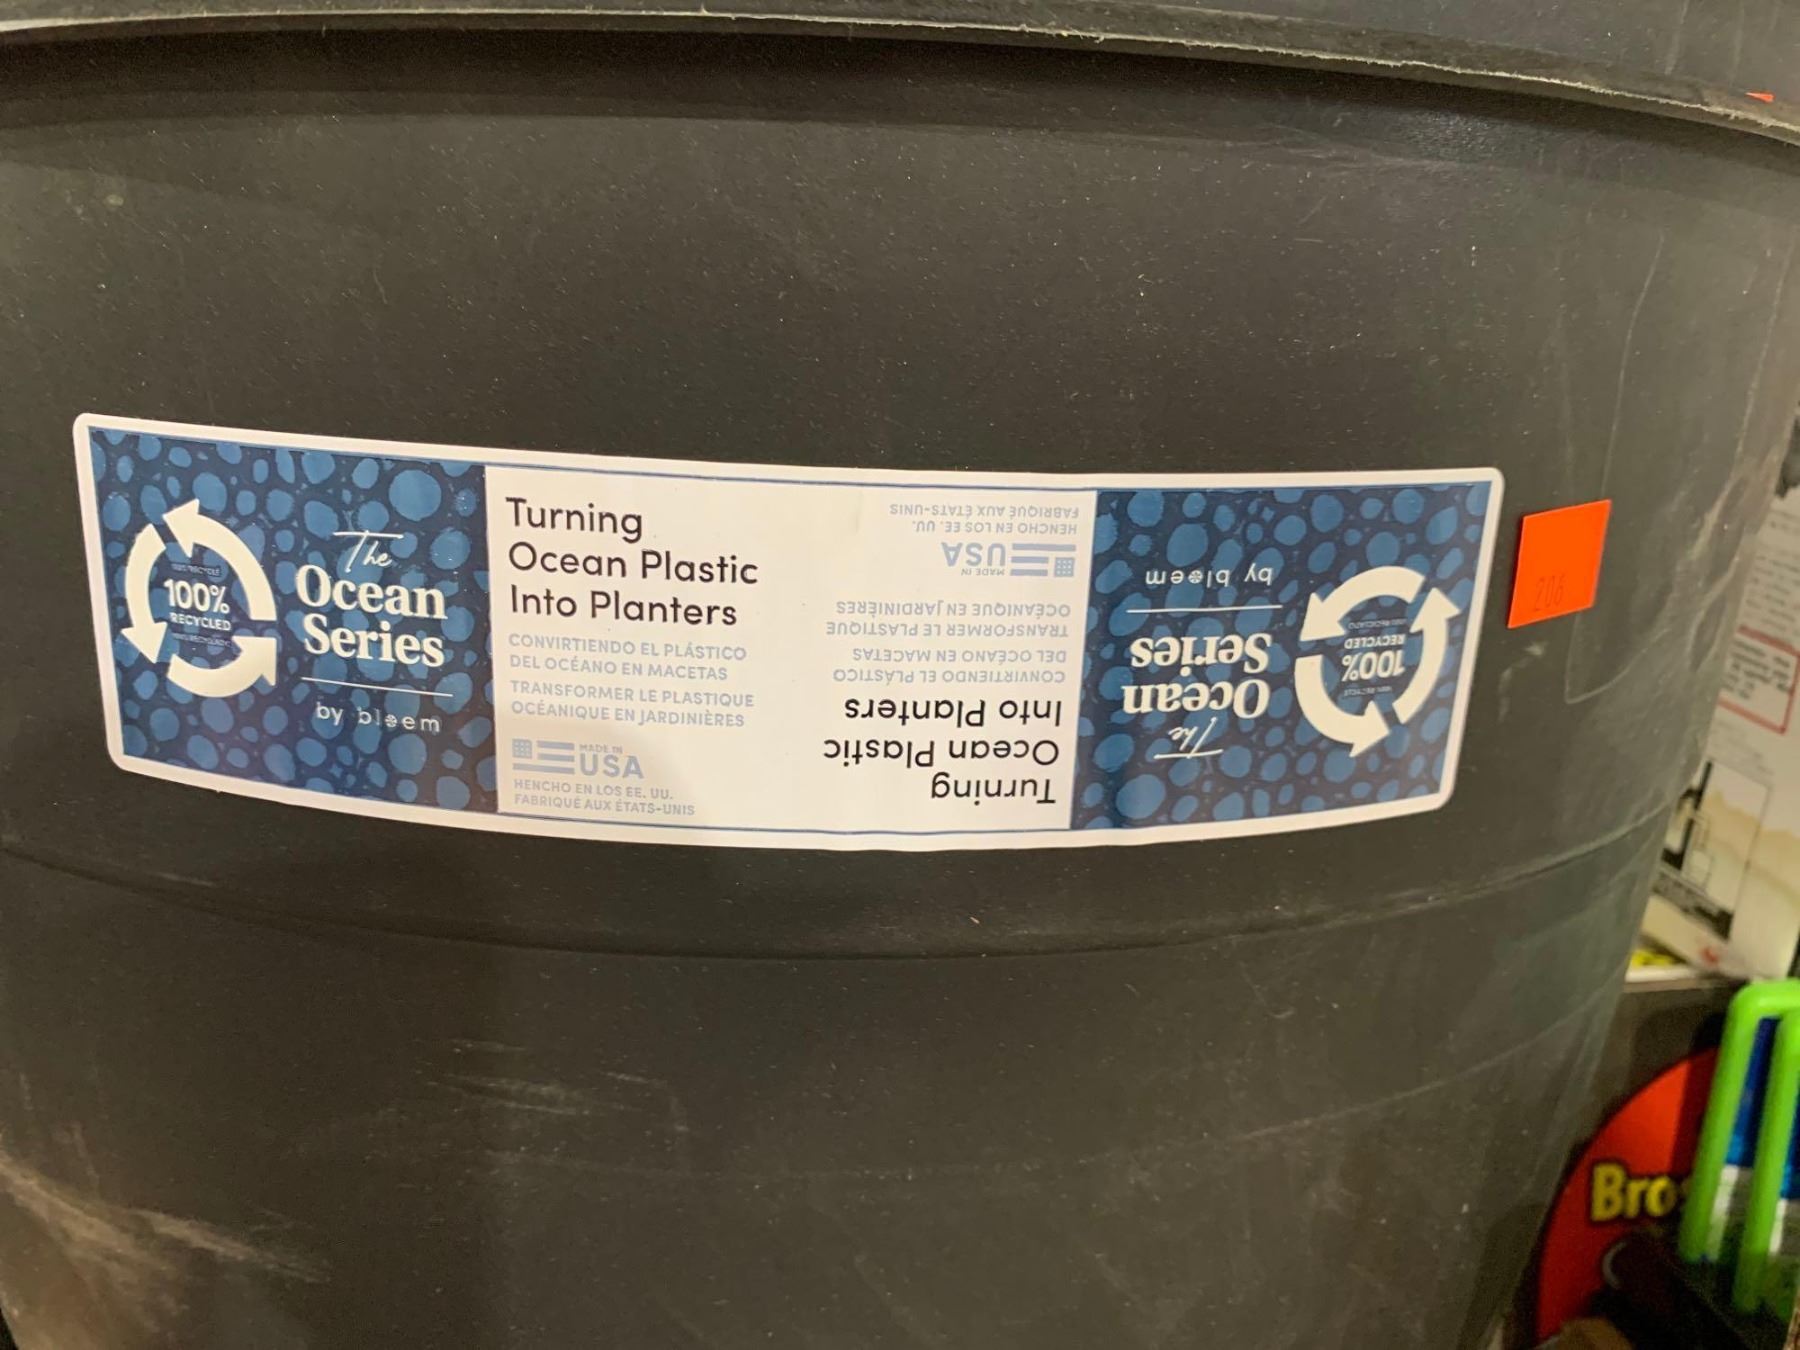 100%
RECYCLED
The
Ocean
Series
by bloem
Turning
Ocean Plastic
Into Planters
CONVIRTIENDO EL PLÁSTICO
DEL OCÉANO EN MACETAS
TRANSFORMER LE PLASTIQUE
OCÉANIQUE EN JARDINIÈRES
MADE IN
USA
HENCHO EN LOS EE. UU.
FABRIQUÉ AUX ÉTATS-UNIS
Turning
Ocean Plastic
Into Planters
CONVIRTIENDO EL PLÁSTICO
DEL OCÉANO EN MACETAS
TRANSFORMER LE PLASTIQUE
OCÉANIQUE EN JARDINIÈRES
MADE IN
USA
HENCHO EN LOS EE. UU.
FABRIQUÉ AUX ÉTATS-UNIS
100%
RECYCLED
The
Ocean
Series
by bloem
206
Bro